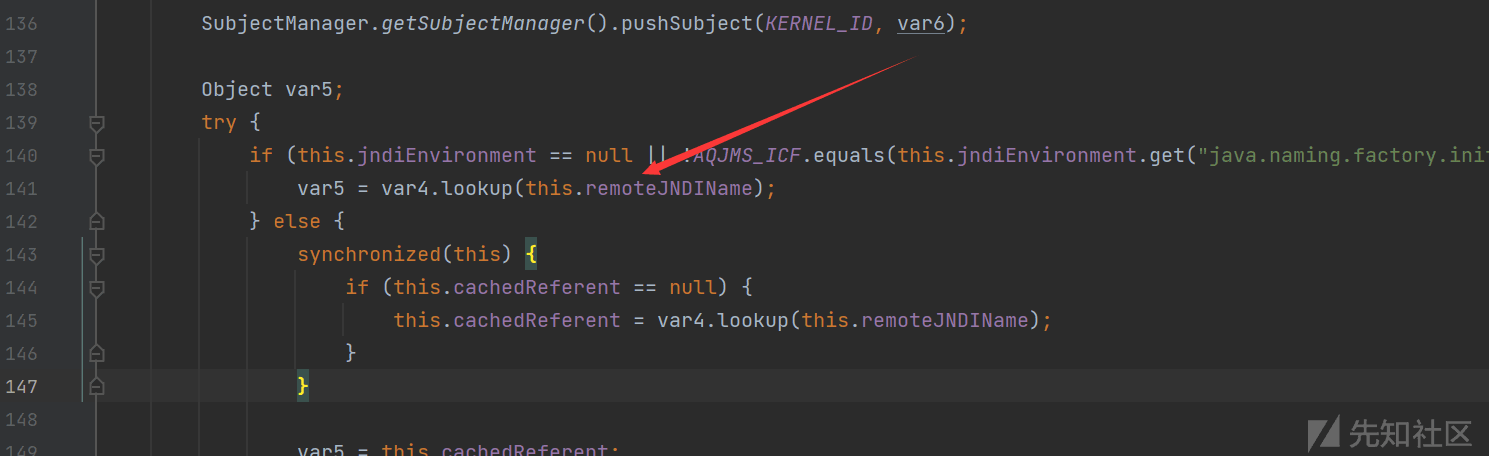 136 SubjectManager.getSubjectManager().pushSubject(KERNEL_ID, var6);
137
138 Object var5;
139 try {
140 if (this.jndiEnvironment == null || !AQJMS_ICF.equals(this.jndiEnvironment.get("java.naming.factory.init
141 var5 = var4.lookup(this.remoteJNDIName);
142 } else {
143 synchronized(this) {
144 if (this.cachedReferent == null) {
145 this.cachedReferent = var4.lookup(this.remoteJNDIName);
146 }
147 }
148
149 var5 = this.cachedReferent;
先知社区